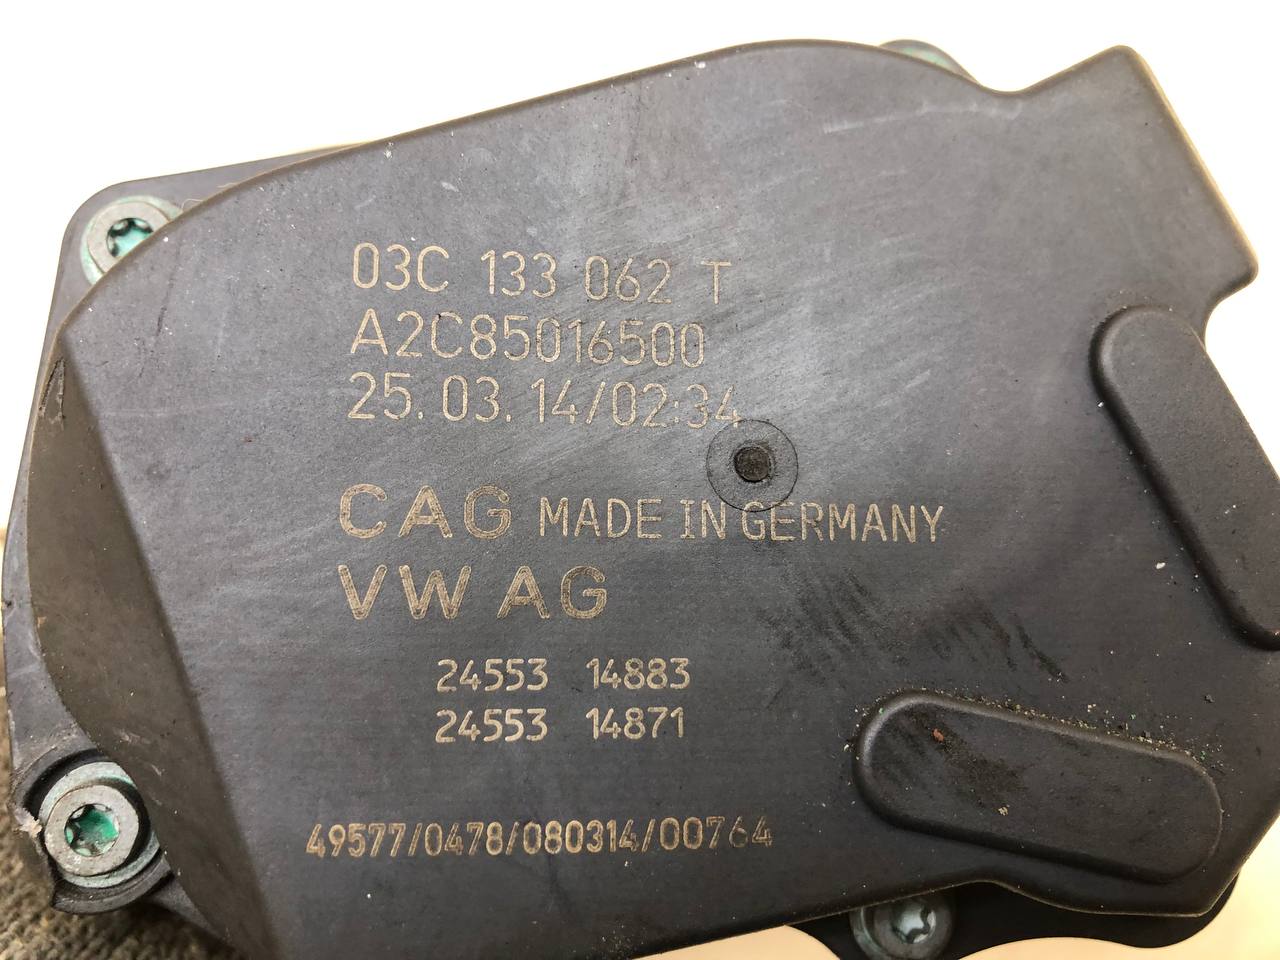 03C 133 062 T
A2C85016500
25.03.14/02:34
CAG MADE IN GERMANY
VW AG
24553 14883
24553 14871
49577/0478/080314/00764